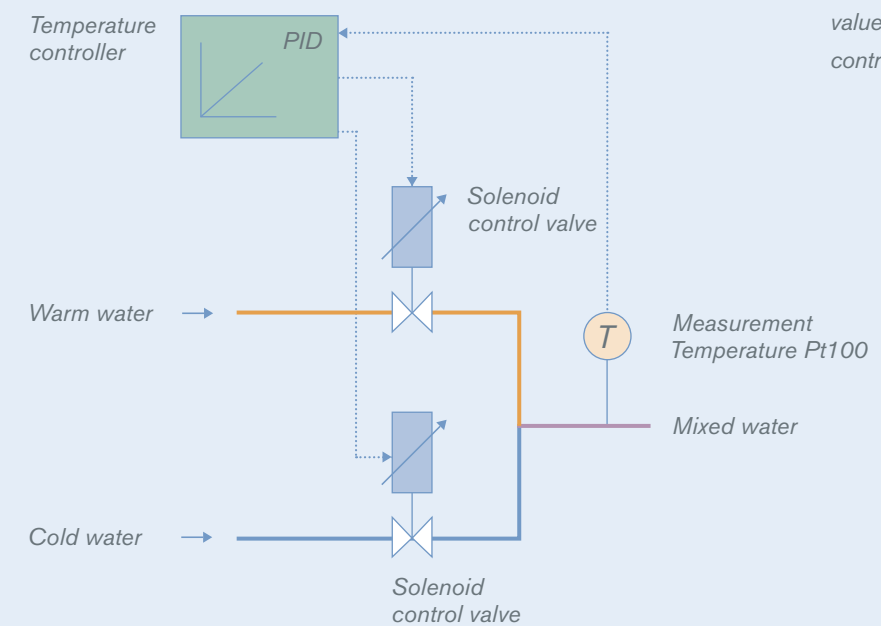 Temperature
controller
PID
value
contr
Solenoid
control valve
Warm water
T
Measurement
Temperature Pt100
Mixed water
Cold water
Solenoid
control valve